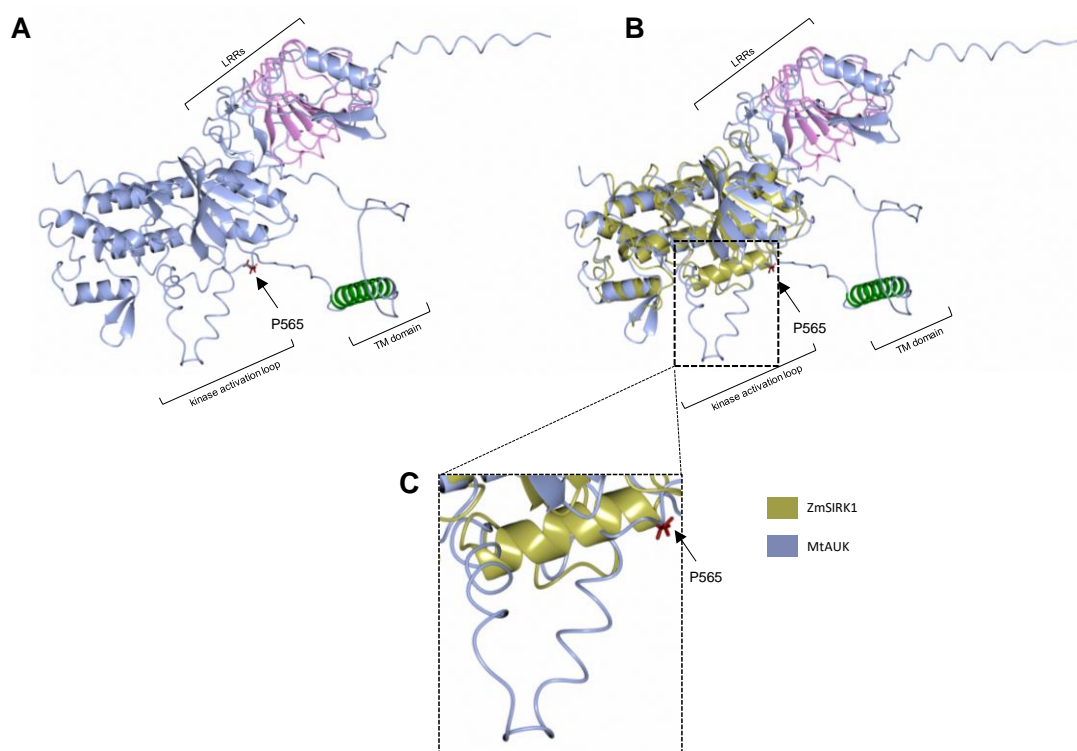 A
LRRs
P565
TM domain
kinase activation loop
B
LRRs
P565
TM domain
kinase activation loop
C
P565
ZmSIRK1
MtAUK